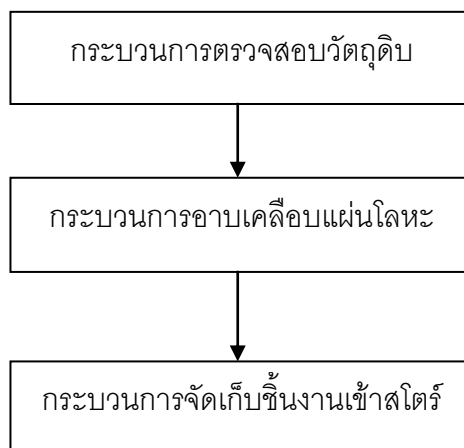 กระบวนการตรวจสอบวัตถุดิบ
กระบวนการอาบเคลือบแผ่นโลหะ
กระบวนการจัดเก็บชิ้นงานเข้าสโตร์